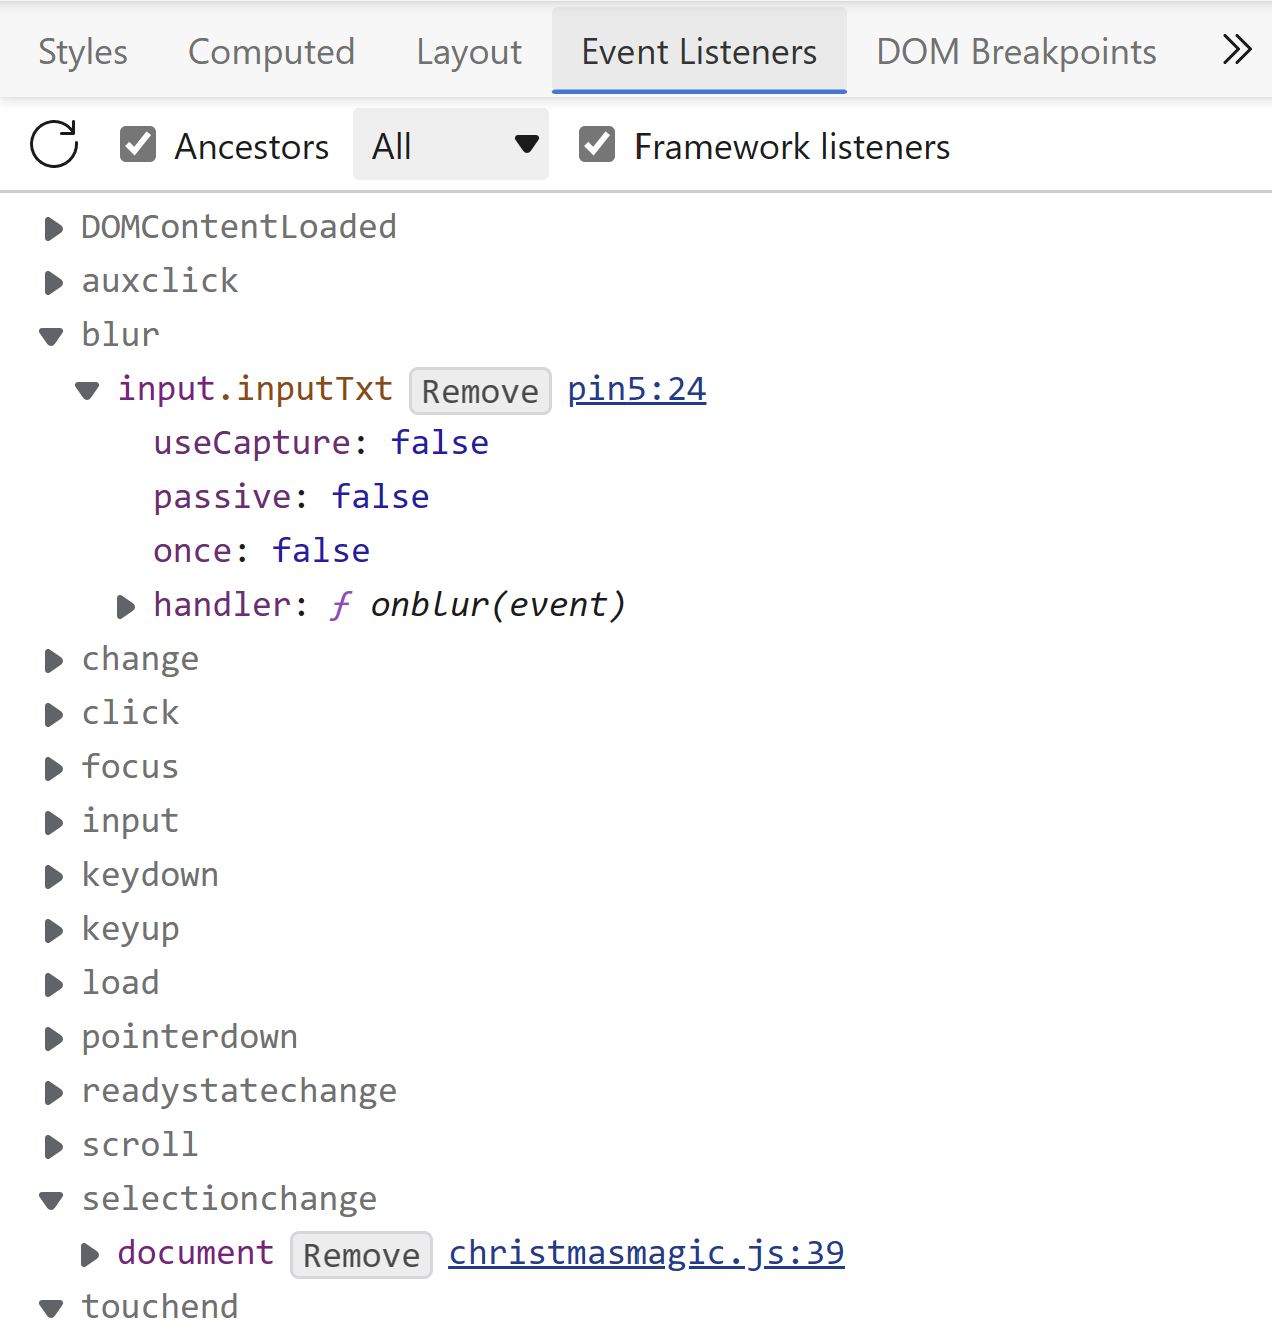 Styles Computed Layout Event Listeners DOM Breakpoints
Ancestors All Framework listeners
DOMContentLoaded
auxclick
blur
input.inputTxt Remove pin5:24
useCapture: false
passive: false
once: false
handler: ƒ onblur(event)
change
click
focus
input
keydown
keyup
load
pointerdown
readystatechange
scroll
selectionchange
document Remove christmasmagic.js:39
touchend